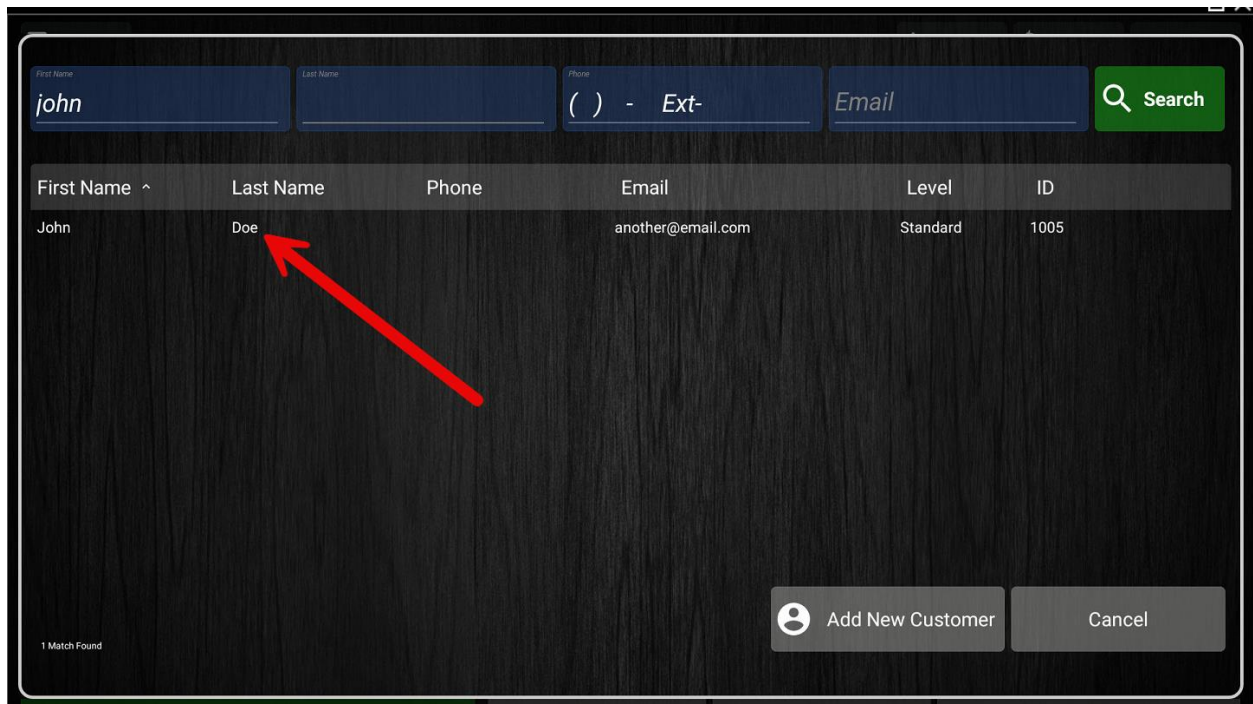 First Name
john
Last Name
Phone
( ) - Ext-
Email
Search
First Name ^ Last Name Phone Email Level ID
John Doe another@email.com Standard 1005
Add New Customer
Cancel
1 Match Found